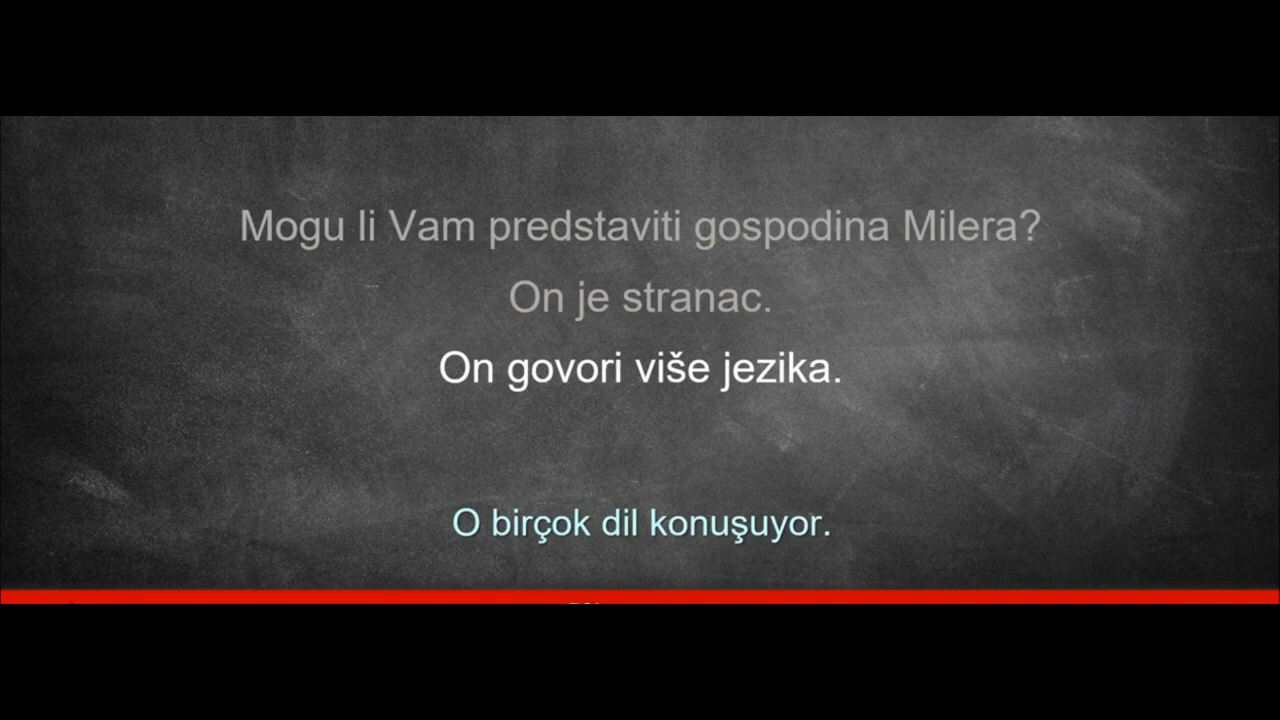 Mogu li Vam predstaviti gospodina Milera?
On je stranac.
On govori više jezika.
O birçok dil konuşuyor.